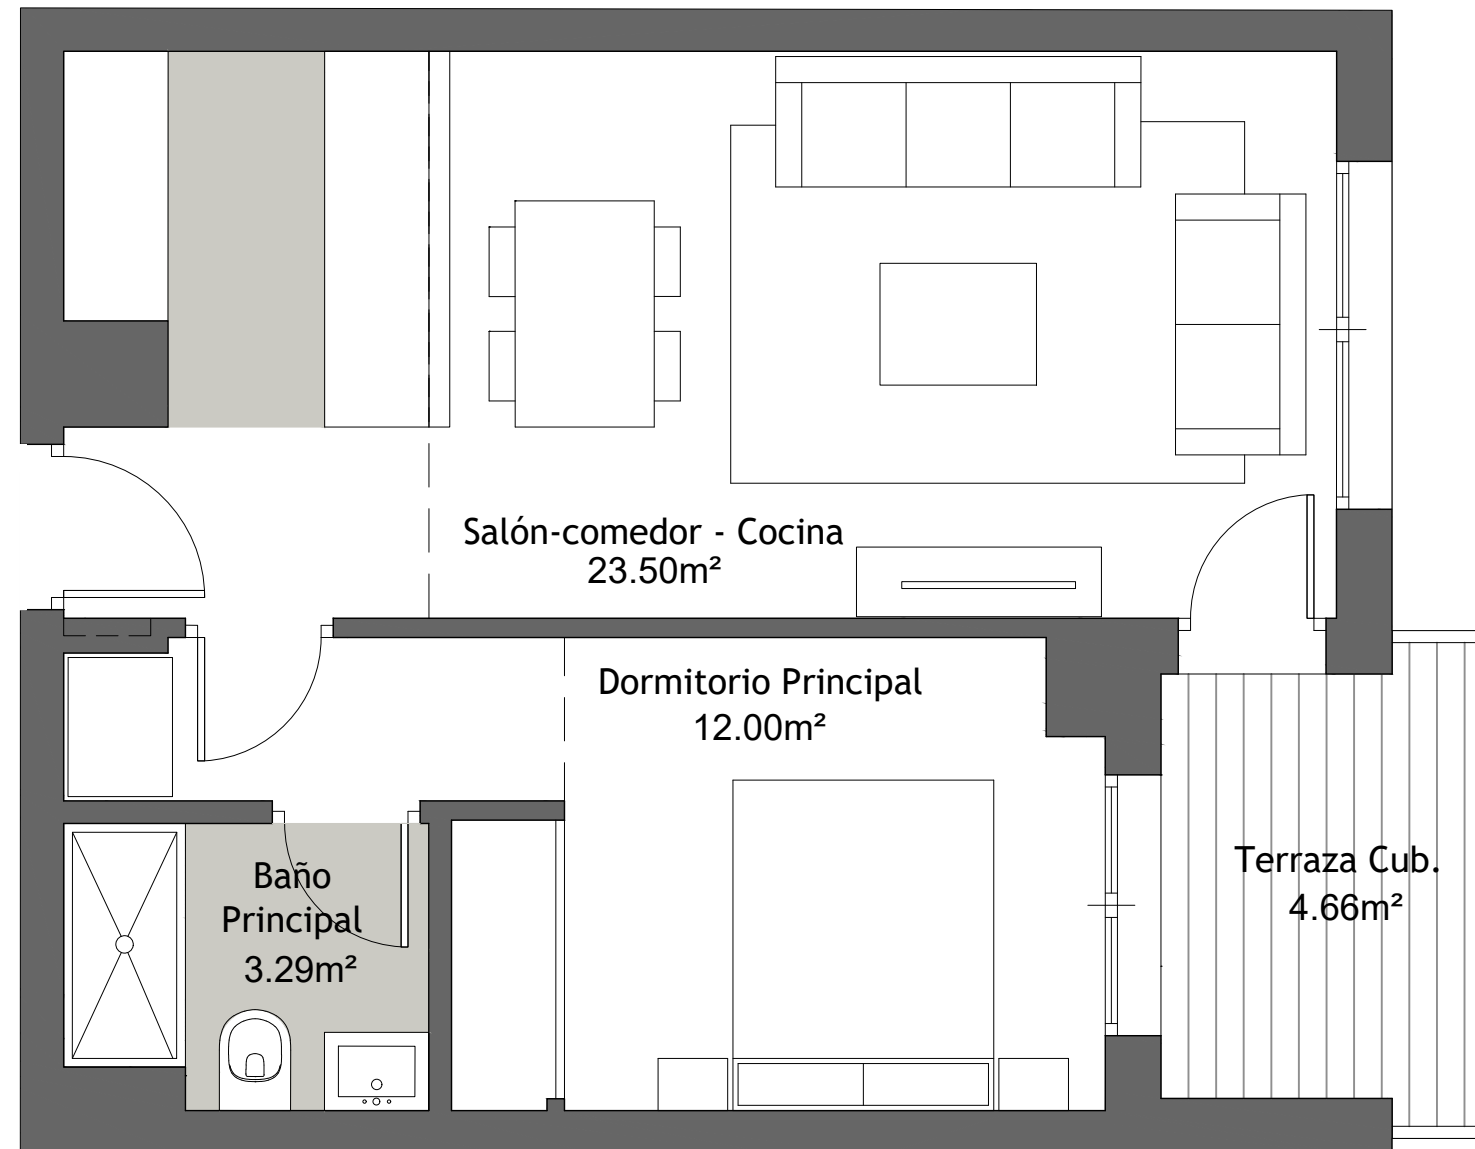 Salón-comedor - Cocina
23.50m²
Dormitorio Principal
12.00m²
Baño
Principal
3.29m²
Terraza Cub.
4.66m²